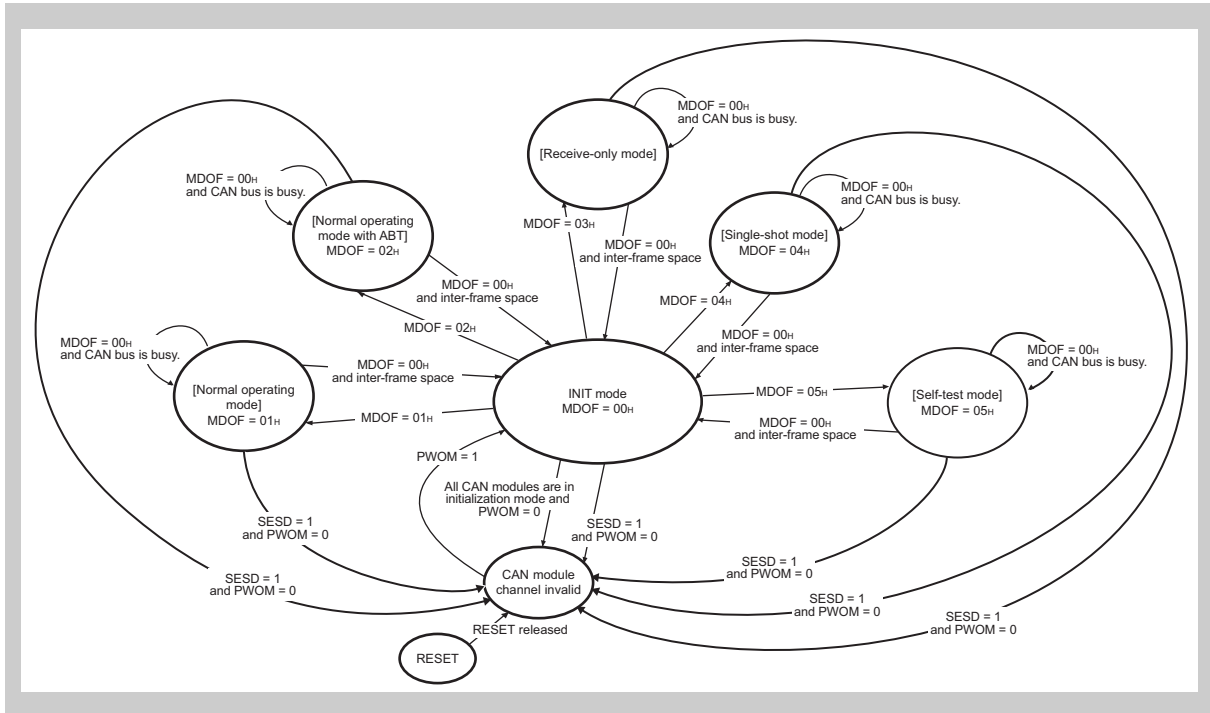 MDOF = 00H
and CAN bus is busy.
[Receive-only mode]
MDOF = 00H
and CAN bus is busy.
MDOF = 00H
and CAN bus is busy.
[Normal operating
mode with ABT]
MDOF = 02H
MDOF = 03H
[Single-shot mode]
MDOF = 04H
MDOF = 00H
and inter-frame space
MDOF = 00H
and inter-frame space
MDOF = 04H
MDOF = 02H
MDOF = 00H
and CAN bus is busy.
MDOF = 00H
and inter-frame space
MDOF = 00H
and inter-frame space
MDOF = 00H
and CAN bus is busy.
[Normal operating
mode]
MDOF = 01H
INIT mode
MDOF = 00H
MDOF = 05H
[Self-test mode]
MDOF = 05H
MDOF = 01H
MDOF = 00H
and inter-frame space
PWOM = 1
All CAN modules are in
initialization mode and
PWOM = 0
SESD = 1
and PWOM = 0
SESD = 1
and PWOM = 0
SESD = 1
and PWOM = 0
CAN module
channel invalid
SESD = 1
and PWOM = 0
SESD = 1
and PWOM = 0
SESD = 1
and PWOM = 0
RESET released
RESET